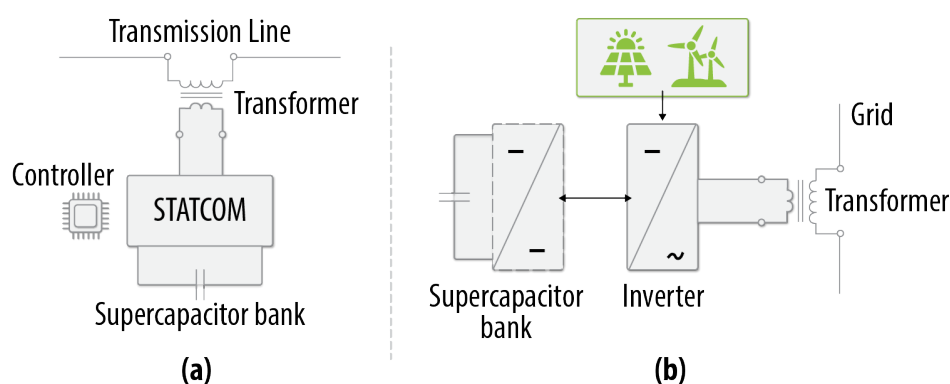 Transmission Line
Transformer
Controller
STATCOM
Supercapacitor bank
(a)
Grid
Transformer
Supercapacitor
bank
Inverter
(b)